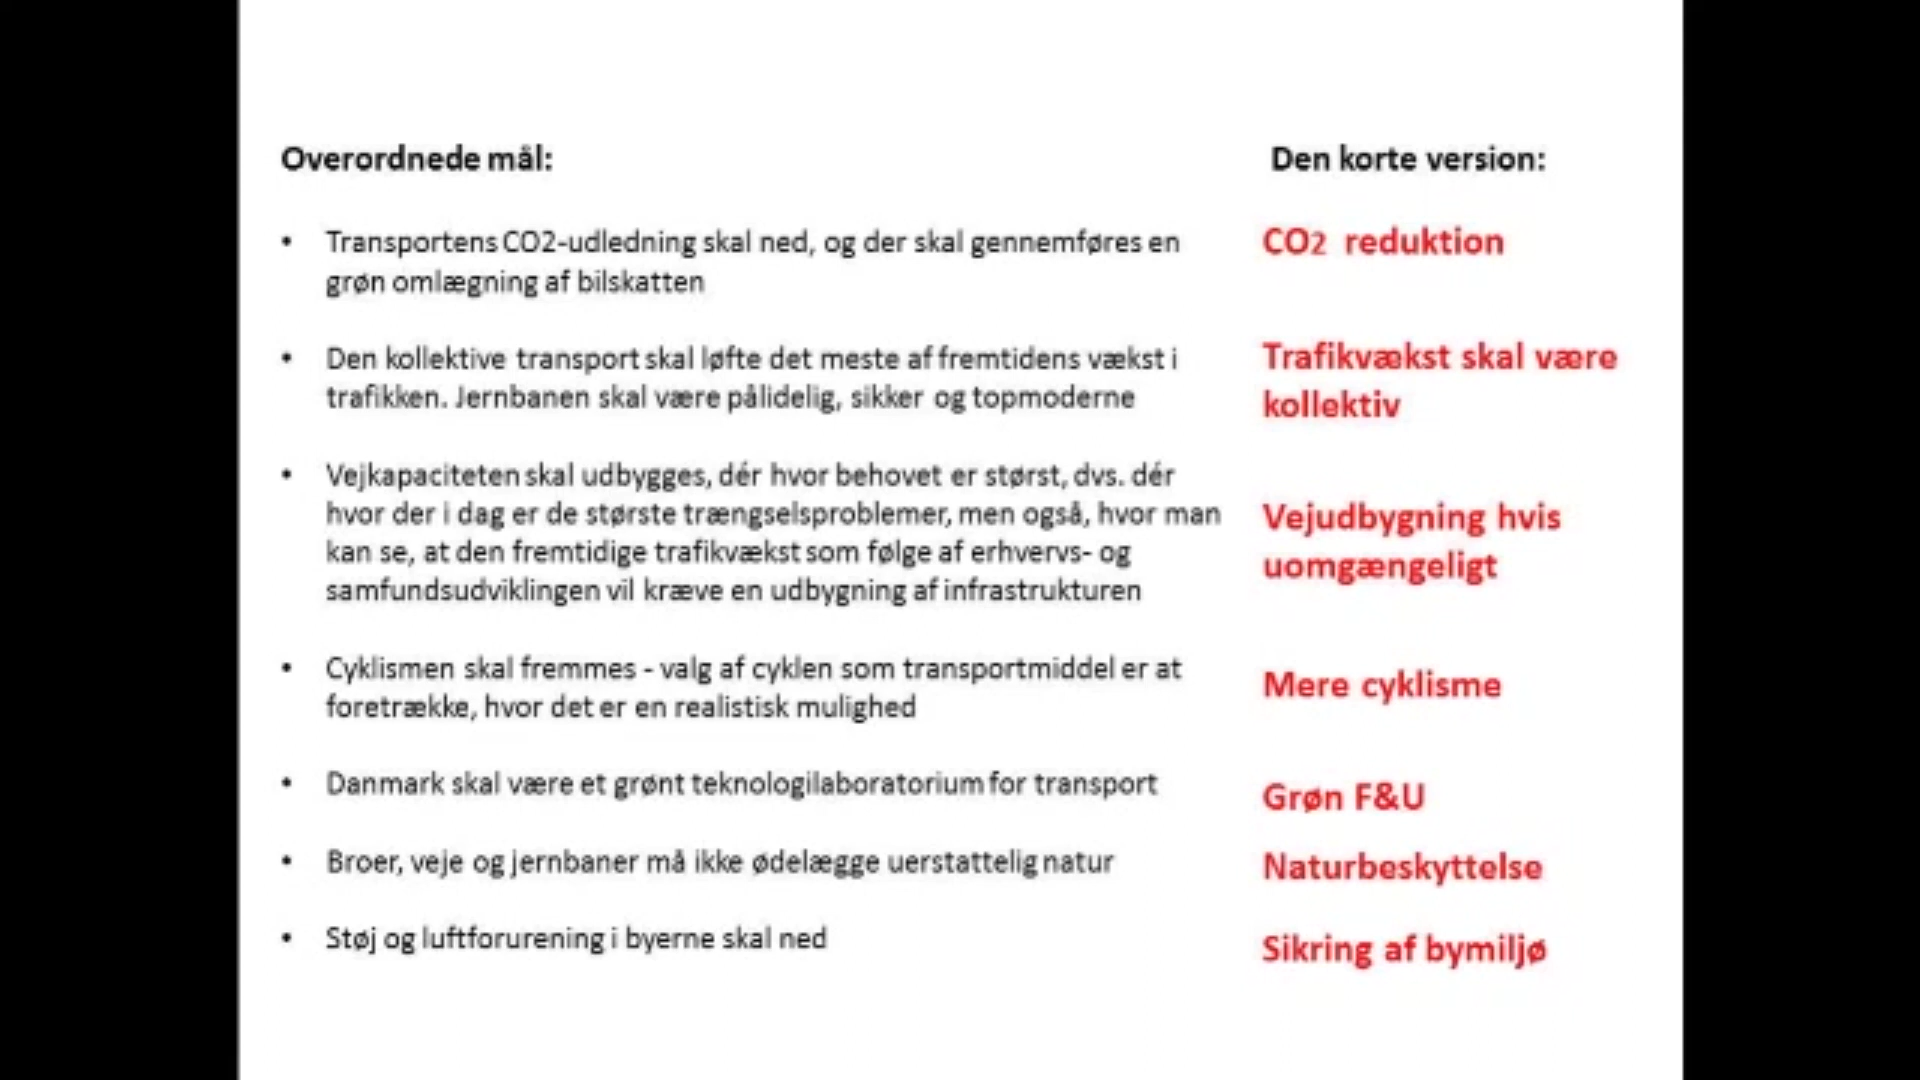 Overordnede mål:
Den korte version:
• Transportens CO2-udledning skal ned, og der skal gennemføres en
grøn omlægning af bilskatten
CO2 reduktion
• Den kollektive transport skal løfte det meste af fremtidens vækst i
trafikken. Jernbanen skal være pålidelig, sikker og topmoderne
Trafikvækst skal være
kollektiv
• Vejkapaciteten skal udbygges, dér hvor behovet er størst, dvs. dér
hvor der i dag er de største trængselsproblemer, men også, hvor man
kan se, at den fremtidige trafikvækst som følge af erhvervs- og
samfundsudviklingen vil kræve en udbygning af infrastrukturen
Vejudbygning hvis
uomgængeligt
• Cyklismen skal fremmes - valg af cyklen som transportmiddel er at
foretrække, hvor det er en realistisk mulighed
Mere cyklisme
• Danmark skal være et grønt teknologilaboratorium for transport
Grøn F&U
• Broer, veje og jernbaner må ikke ødelægge uerstattelig natur
Naturbeskyttelse
• Støj og luftforurening i byerne skal ned
Sikring af bymiljø